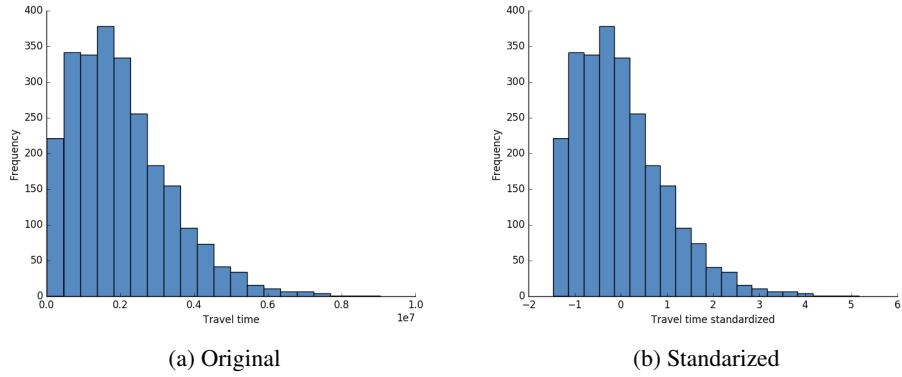 400
350
300
250
200
150
100
50
0
Frequency
0.0 0.2 0.4 0.6 0.8 1.0
1e7
Travel time
(a) Original
400
350
300
250
200
150
100
50
0
Frequency
−2 −1 0 1 2 3 4 5 6
Travel time standardized
(b) Standarized